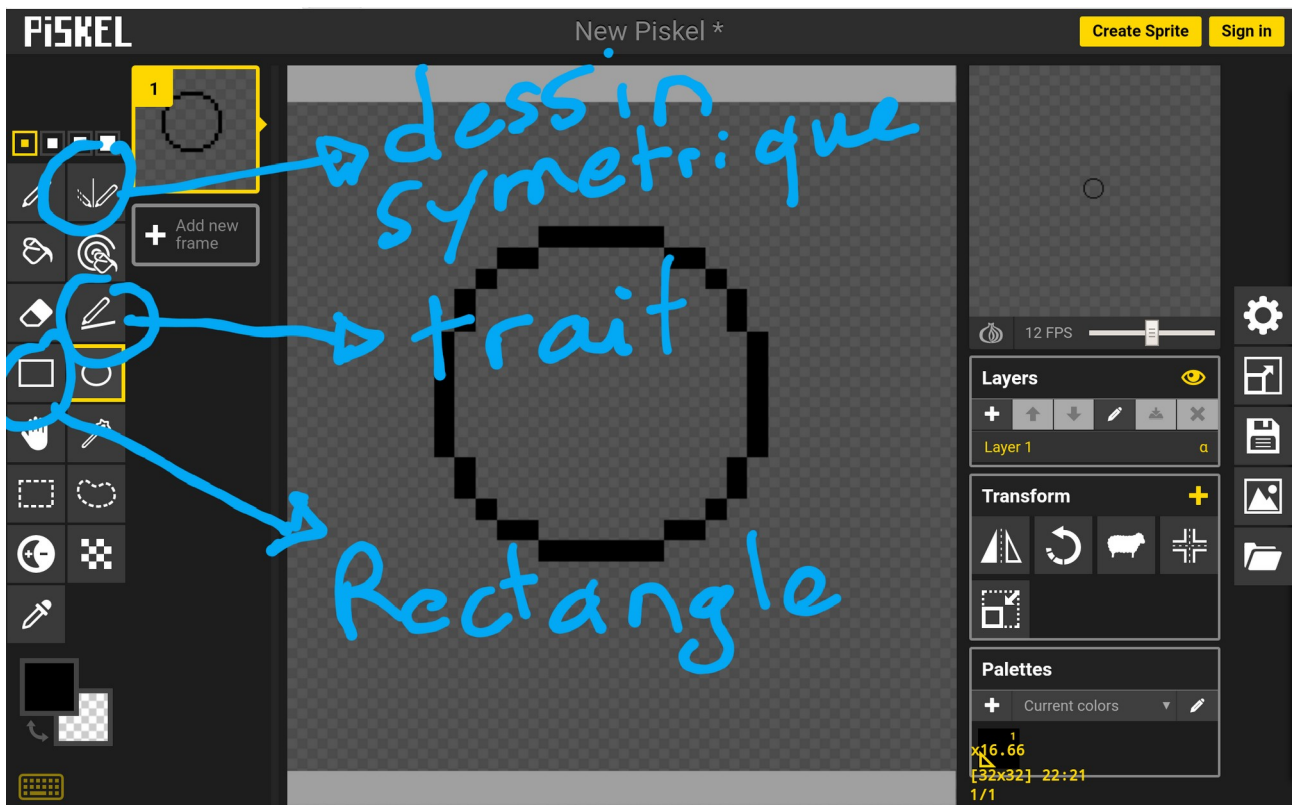 PiSKEL
New Piskel *
Create Sprite
Sign in
1
dessin
symetrique
Add new
frame
trait
12 FPS
Layers
Layer 1
α
Transform
Rectangle
Palettes
Current colors
1
x16.66
[32x32] 22:21
1/1